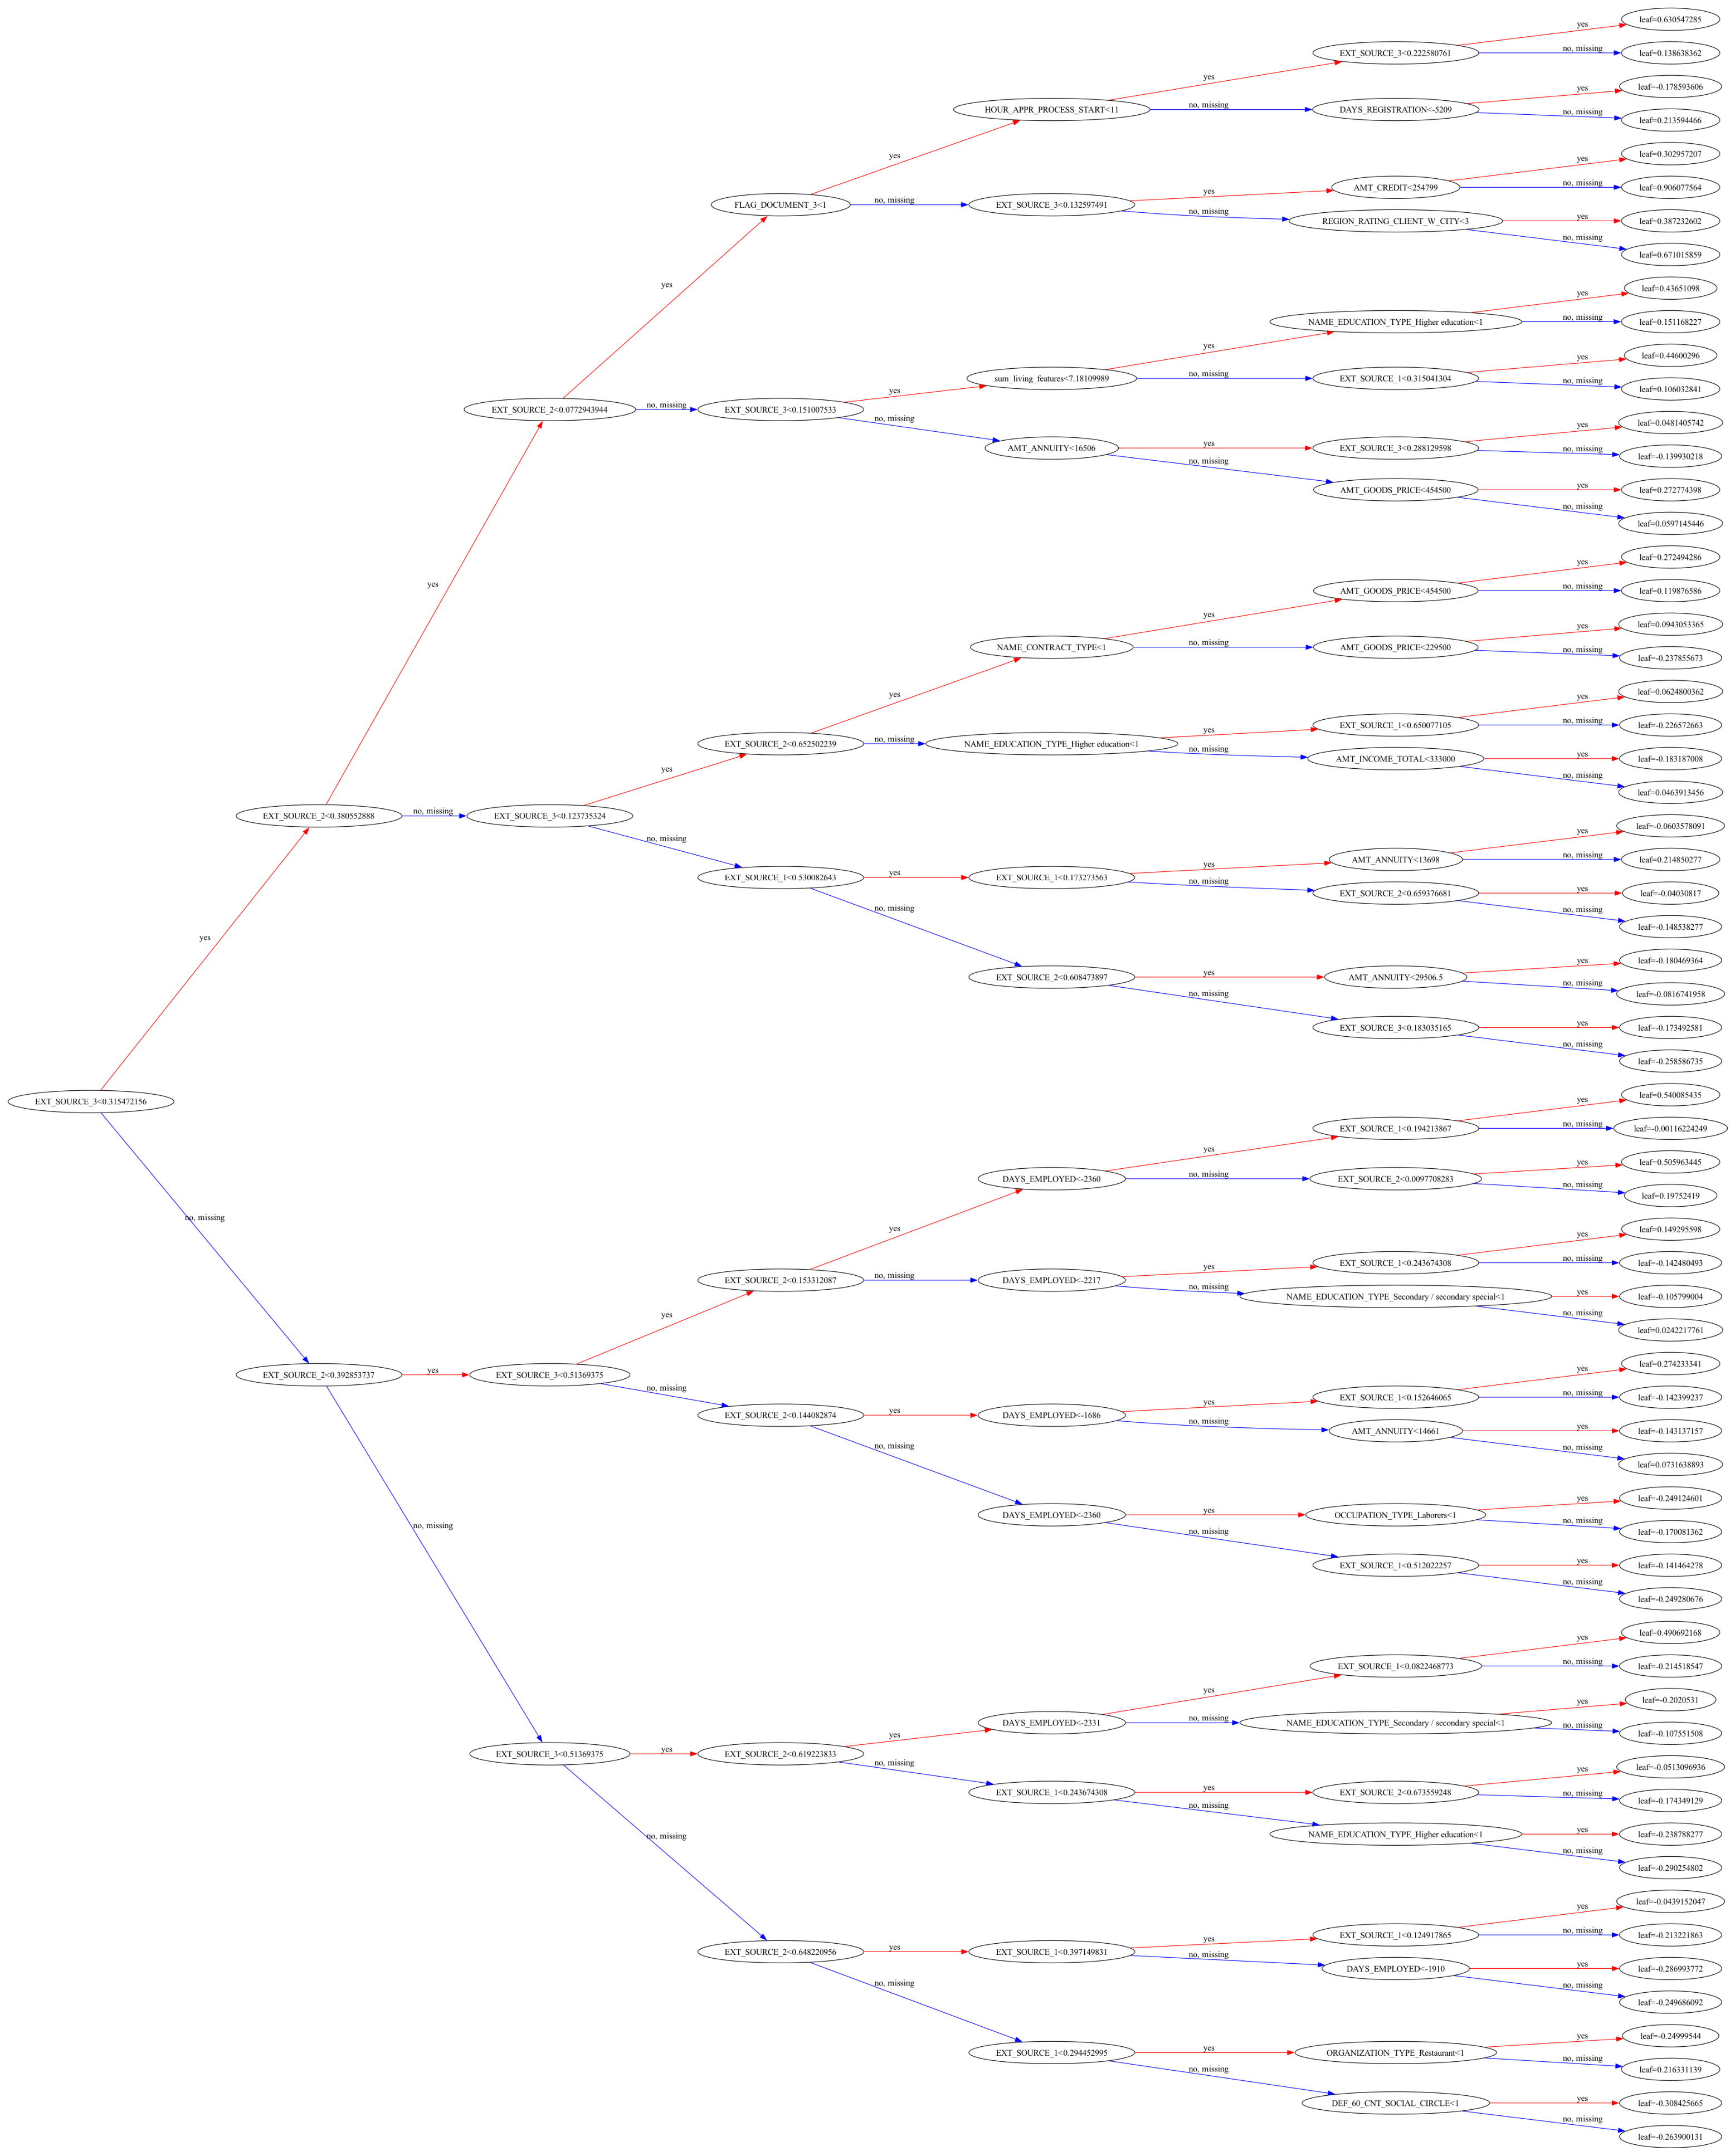 leaf=0.630547285
yes
EXT_SOURCE_3<0.222580761
no, missing
leaf=0.138638362
yes
leaf=-0.178593606
yes
HOUR_APPR_PROCESS_START<11
no, missing
DAYS_REGISTRATION<-5209
no, missing
leaf=0.213594466
yes
leaf=0.302957207
yes
AMT_CREDIT<254799
no, missing
leaf=0.906077564
yes
FLAG_DOCUMENT_3<1
no, missing
EXT_SOURCE_3<0.132597491
yes
no, missing
REGION_RATING_CLIENT_W_CITY<3
yes
leaf=0.387232602
no, missing
leaf=0.671015859
yes
leaf=0.43651098
yes
NAME_EDUCATION_TYPE_Higher education<1
no, missing
leaf=0.151168227
yes
leaf=0.44600296
yes
sum_living_features<7.18109989
no, missing
EXT_SOURCE_1<0.315041304
no, missing
leaf=0.106032841
yes
EXT_SOURCE_2<0.0772943944
no, missing
EXT_SOURCE_3<0.151007533
yes
no, missing
leaf=0.0481405742
yes
AMT_ANNUITY<16506
yes
EXT_SOURCE_3<0.288129598
no, missing
leaf=-0.139930218
no, missing
AMT_GOODS_PRICE<454500
yes
leaf=0.272774398
no, missing
leaf=0.0597145446
yes
leaf=0.272494286
yes
AMT_GOODS_PRICE<454500
no, missing
leaf=0.119876586
yes
leaf=0.0943053365
yes
NAME_CONTRACT_TYPE<1
no, missing
AMT_GOODS_PRICE<229500
no, missing
leaf=-0.237855673
yes
leaf=0.0624800362
yes
EXT_SOURCE_1<0.650077105
no, missing
leaf=-0.226572663
yes
EXT_SOURCE_2<0.652502239
no, missing
NAME_EDUCATION_TYPE_Higher education<1
yes
no, missing
AMT_INCOME_TOTAL<333000
yes
leaf=-0.183187008
no, missing
leaf=0.0463913456
yes
EXT_SOURCE_2<0.380552888
no, missing
EXT_SOURCE_3<0.123735324
yes
no, missing
leaf=-0.0603578091
yes
AMT_ANNUITY<13698
no, missing
leaf=0.214850277
EXT_SOURCE_1<0.530082643
yes
EXT_SOURCE_1<0.173273563
yes
no, missing
EXT_SOURCE_2<0.659376681
yes
leaf=-0.04030817
no, missing
leaf=-0.148538277
no, missing
leaf=-0.180469364
yes
EXT_SOURCE_2<0.608473897
yes
AMT_ANNUITY<29506.5
no, missing
leaf=-0.0816741958
no, missing
EXT_SOURCE_3<0.183035165
yes
leaf=-0.173492581
no, missing
leaf=-0.258586735
yes
EXT_SOURCE_3<0.315472156
leaf=0.540085435
yes
EXT_SOURCE_1<0.194213867
no, missing
leaf=-0.00116224249
yes
leaf=0.505963445
yes
DAYS_EMPLOYED<-2360
no, missing
EXT_SOURCE_2<0.0097708283
no, missing
leaf=0.19752419
no, missing
yes
leaf=0.149295598
yes
EXT_SOURCE_1<0.243674308
no, missing
leaf=-0.142480493
EXT_SOURCE_2<0.153312087
no, missing
DAYS_EMPLOYED<-2217
yes
no, missing
NAME_EDUCATION_TYPE_Secondary / secondary special<1
yes
leaf=-0.105799004
yes
no, missing
leaf=0.0242217761
EXT_SOURCE_2<0.392853737
yes
EXT_SOURCE_3<0.51369375
leaf=0.274233341
yes
EXT_SOURCE_1<0.152646065
no, missing
leaf=-0.142399237
no, missing
EXT_SOURCE_2<0.144082874
yes
DAYS_EMPLOYED<-1686
yes
no, missing
AMT_ANNUITY<14661
yes
leaf=-0.143137157
no, missing
leaf=0.0731638893
no, missing
leaf=-0.249124601
DAYS_EMPLOYED<-2360
yes
OCCUPATION_TYPE_Laborers<1
yes
no, missing
leaf=-0.170081362
no, missing
EXT_SOURCE_1<0.512022257
yes
leaf=-0.141464278
no, missing
leaf=-0.249280676
no, missing
leaf=0.490692168
yes
EXT_SOURCE_1<0.0822468773
no, missing
leaf=-0.214518547
yes
leaf=-0.2020531
DAYS_EMPLOYED<-2331
no, missing
NAME_EDUCATION_TYPE_Secondary / secondary special<1
yes
no, missing
leaf=-0.107551508
EXT_SOURCE_3<0.51369375
yes
EXT_SOURCE_2<0.619223833
yes
no, missing
leaf=-0.0513096936
yes
EXT_SOURCE_1<0.243674308
yes
EXT_SOURCE_2<0.673559248
no, missing
leaf=-0.174349129
no, missing
NAME_EDUCATION_TYPE_Higher education<1
yes
leaf=-0.238788277
no, missing
leaf=-0.290254802
no, missing
leaf=-0.0439152047
yes
EXT_SOURCE_1<0.124917865
no, missing
leaf=-0.213221863
EXT_SOURCE_2<0.648220956
yes
EXT_SOURCE_1<0.397149831
yes
no, missing
DAYS_EMPLOYED<-1910
yes
leaf=-0.286993772
no, missing
leaf=-0.249686092
no, missing
leaf=-0.24999544
EXT_SOURCE_1<0.294452995
yes
ORGANIZATION_TYPE_Restaurant<1
yes
no, missing
leaf=0.216331139
no, missing
DEF_60_CNT_SOCIAL_CIRCLE<1
yes
leaf=-0.308425665
no, missing
leaf=-0.263900131